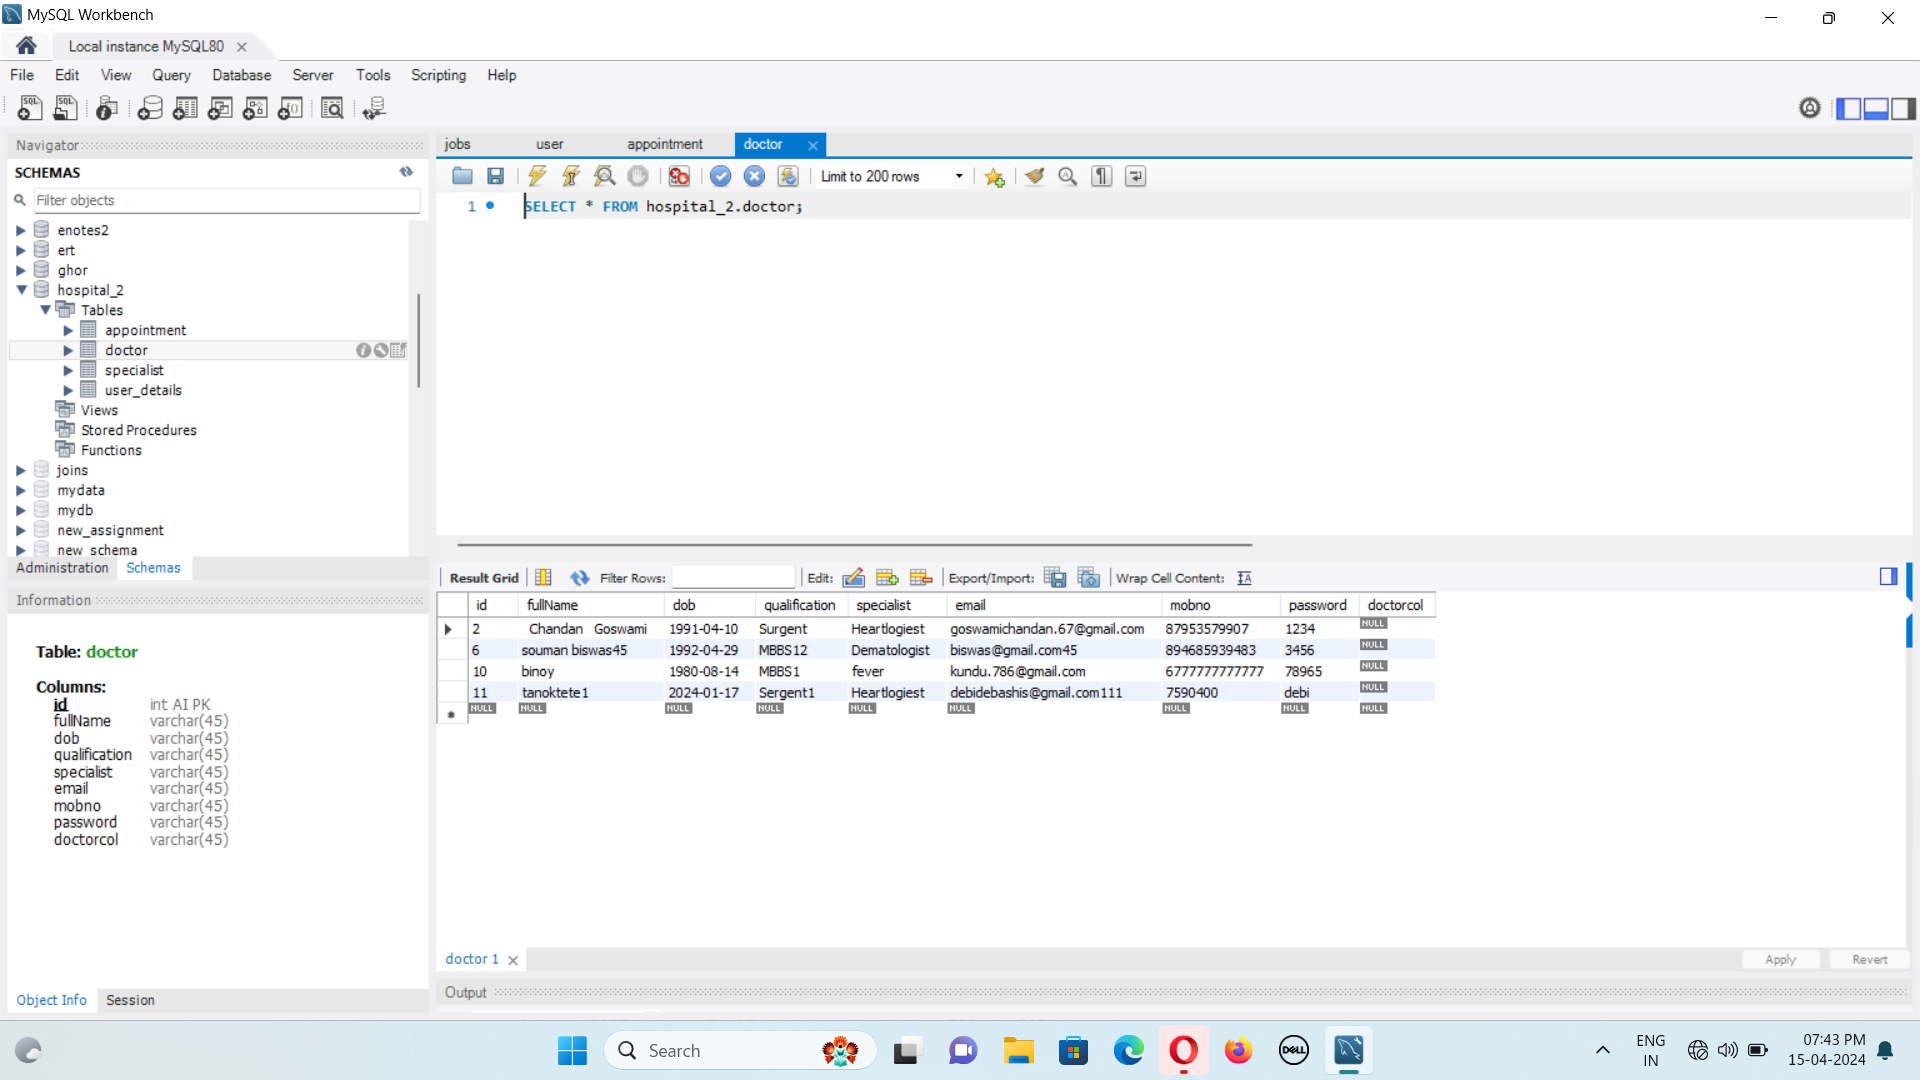 MySQL Workbench
Local instance MySQL80
File Edit View Query Database Server Tools Scripting Help
Navigator
SCHEMAS
Filter objects
enotes2
ert
ghor
hospital_2
Tables
appointment
doctor
specialist
user_details
Views
Stored Procedures
Functions
joins
mydata
mydb
new_assignment
new_schema
Administration Schemas
Information
Table: doctor
Columns:
id int AI PK
fullName varchar(45)
dob varchar(45)
qualification varchar(45)
specialist varchar(45)
email varchar(45)
mobno varchar(45)
password varchar(45)
doctorcol varchar(45)
Object Info Session
jobs user appointment doctor
Limit to 200 rows
1 SELECT * FROM hospital_2.doctor;
Result Grid Filter Rows: Edit: Export/Import: Wrap Cell Content:
id fullName dob qualification specialist email mobno password doctorcol
2 Chandan Goswami 1991-04-10 Surgent Heartlogiest goswamichandan.67@gmail.com 87953579907 1234 NULL
6 souman biswas45 1992-04-29 MBBS12 Dematologist biswas@gmail.com45 894685939483 3456 NULL
10 binoy 1980-08-14 MBBS1 fever kundu.786@gmail.com 6777777777777 78965 NULL
11 tanoktete1 2024-01-17 Sergent1 Heartlogiest debidebashis@gmail.com111 7590400 debi NULL
NULL NULL NULL NULL NULL NULL NULL NULL NULL
doctor 1
Apply Revert
Output
Search
DELL
ENG
IN
07:43 PM
15-04-2024